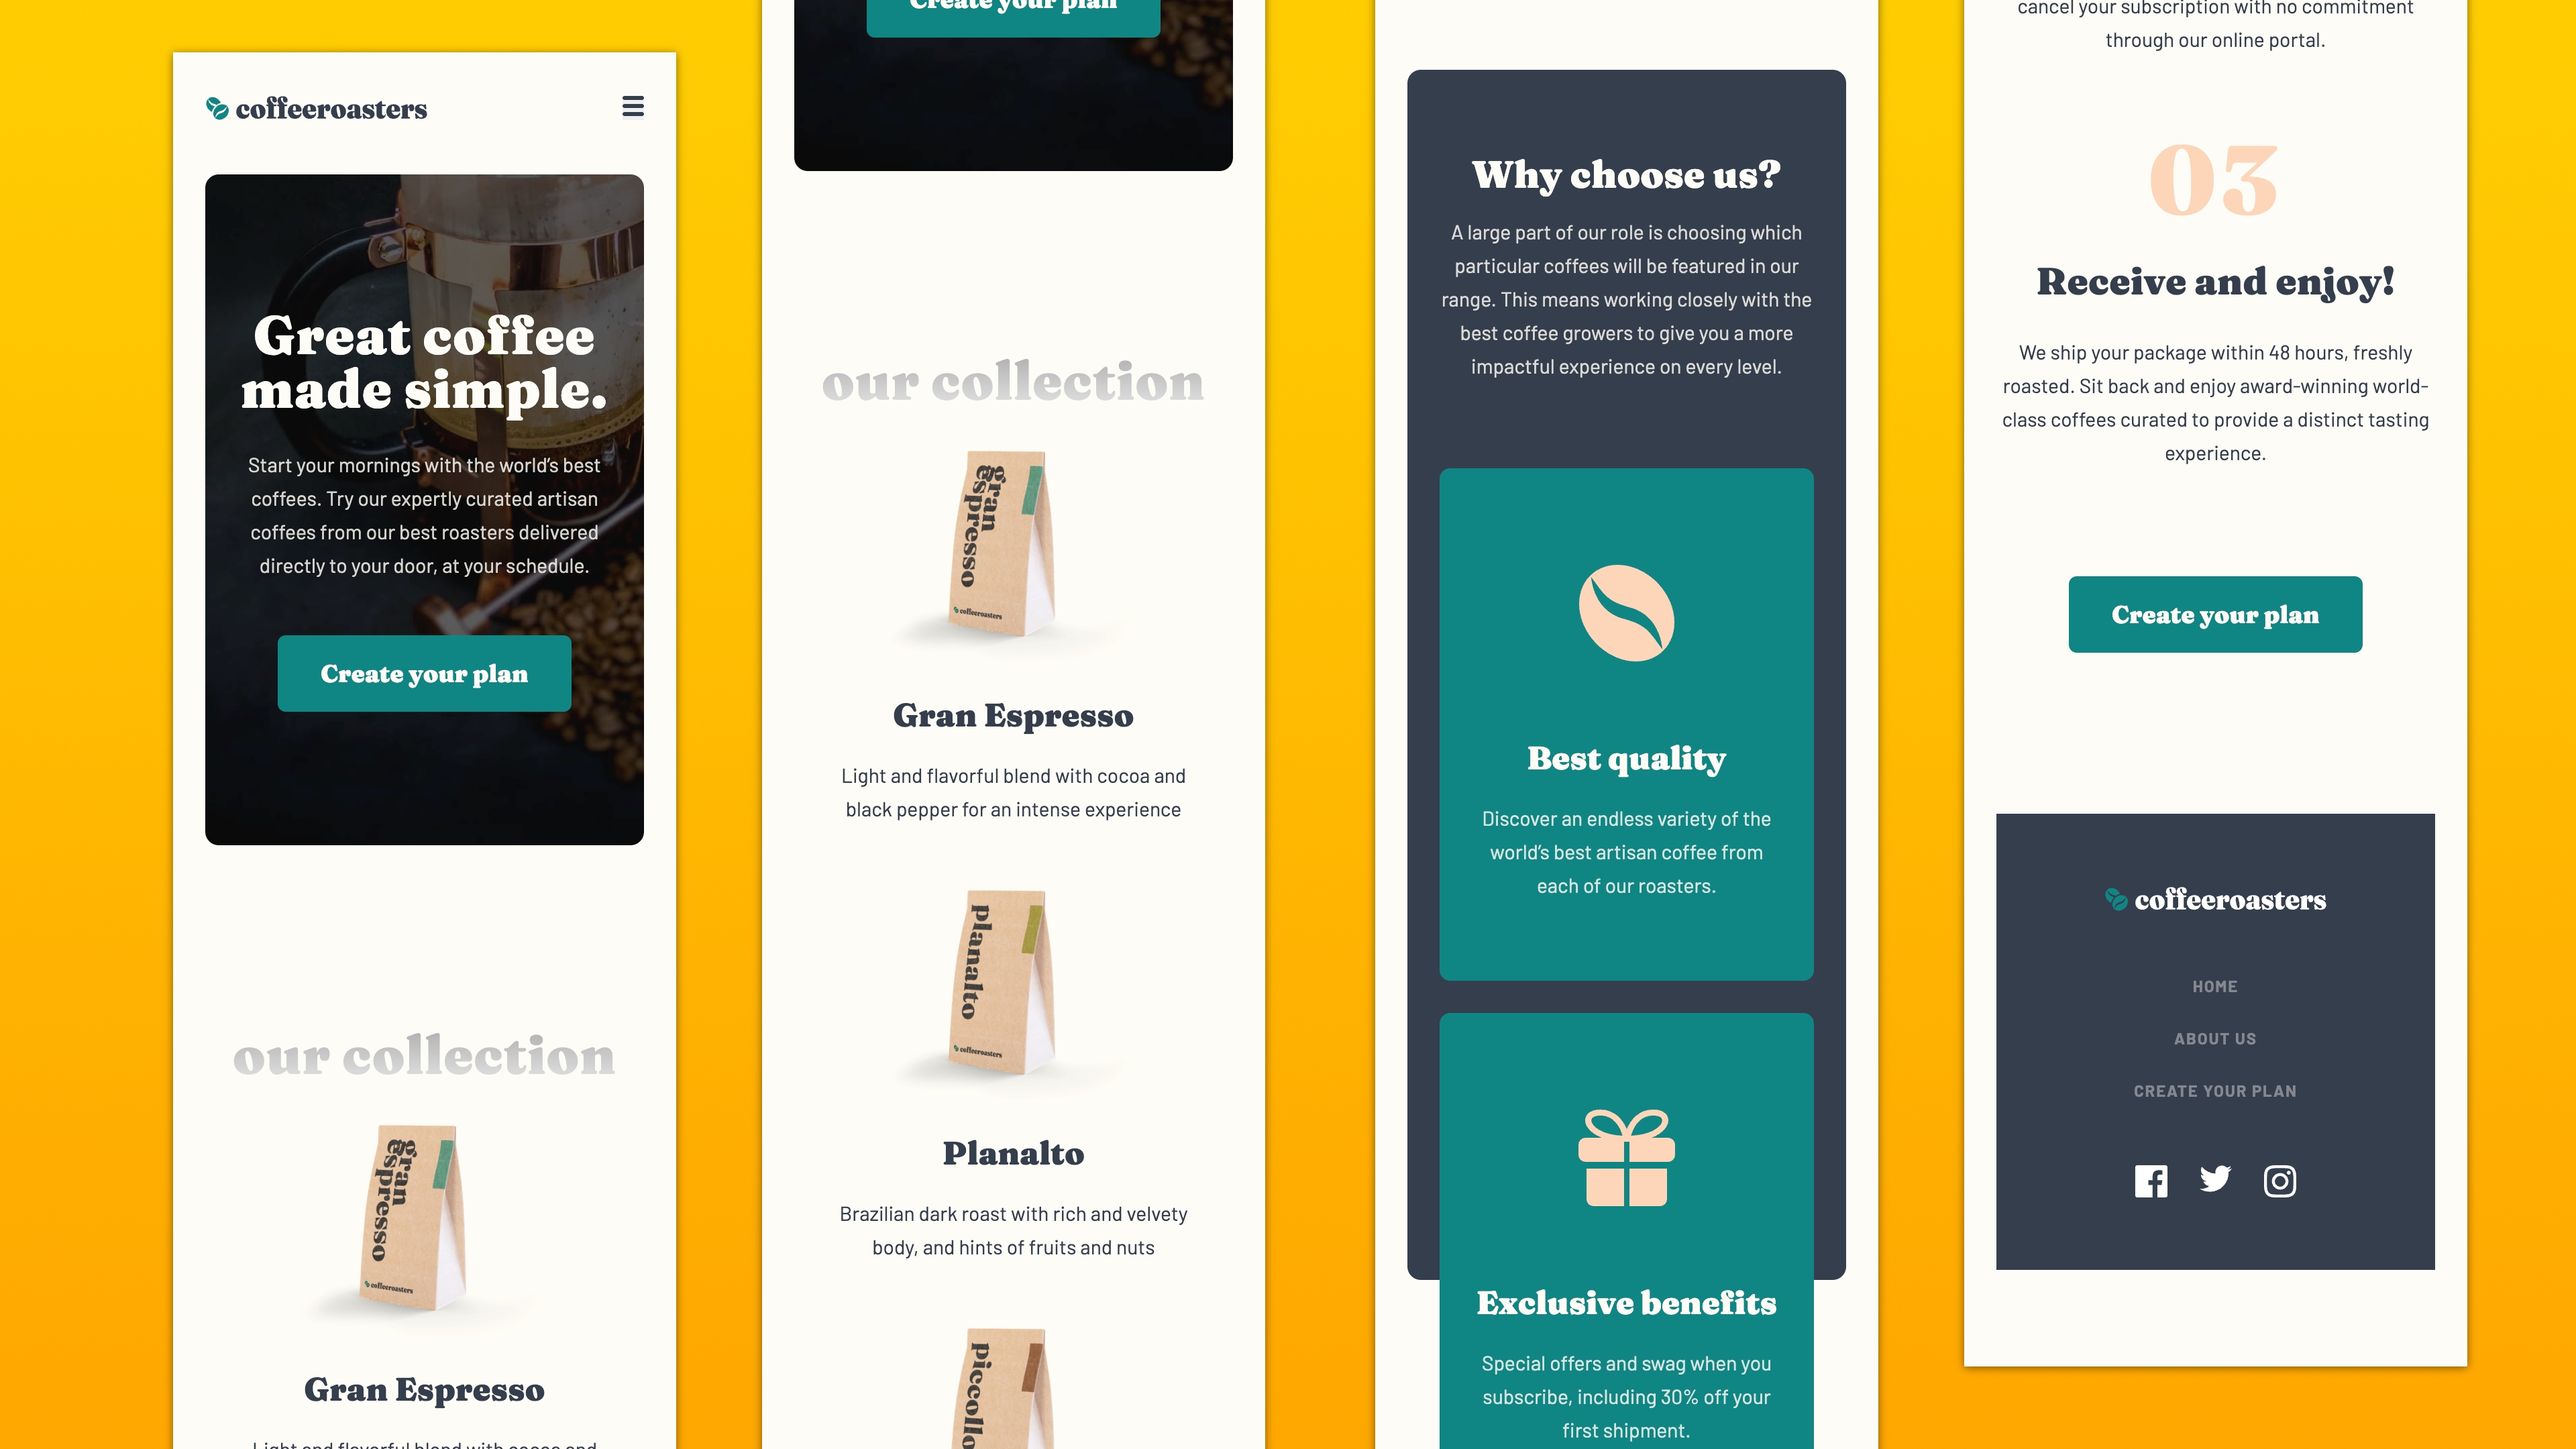 coffeeroasters
Great coffee
made simple.
Start your mornings with the world’s best
coffees. Try our expertly curated artisan
coffees from our best roasters delivered
directly to your door, at your schedule.
Create your plan
our collection
gran
espresso
coffeeroasters
Gran Espresso
Light and flavorful blend with cocoa and
Create your plan
our collection
gran
espresso
coffeeroasters
Gran Espresso
Light and flavorful blend with cocoa and
black pepper for an intense experience
planalto
coffeeroasters
Planalto
Brazilian dark roast with rich and velvety
body, and hints of fruits and nuts
piccollo
Why choose us?
A large part of our role is choosing which
particular coffees will be featured in our
range. This means working closely with the
best coffee growers to give you a more
impactful experience on every level.
Best quality
Discover an endless variety of the
world’s best artisan coffee from
each of our roasters.
Exclusive benefits
Special offers and swag when you
subscribe, including 30% off your
first shipment.
cancel your subscription with no commitment
through our online portal.
03
Receive and enjoy!
We ship your package within 48 hours, freshly
roasted. Sit back and enjoy award-winning world-
class coffees curated to provide a distinct tasting
experience.
Create your plan
coffeeroasters
HOME
ABOUT US
CREATE YOUR PLAN